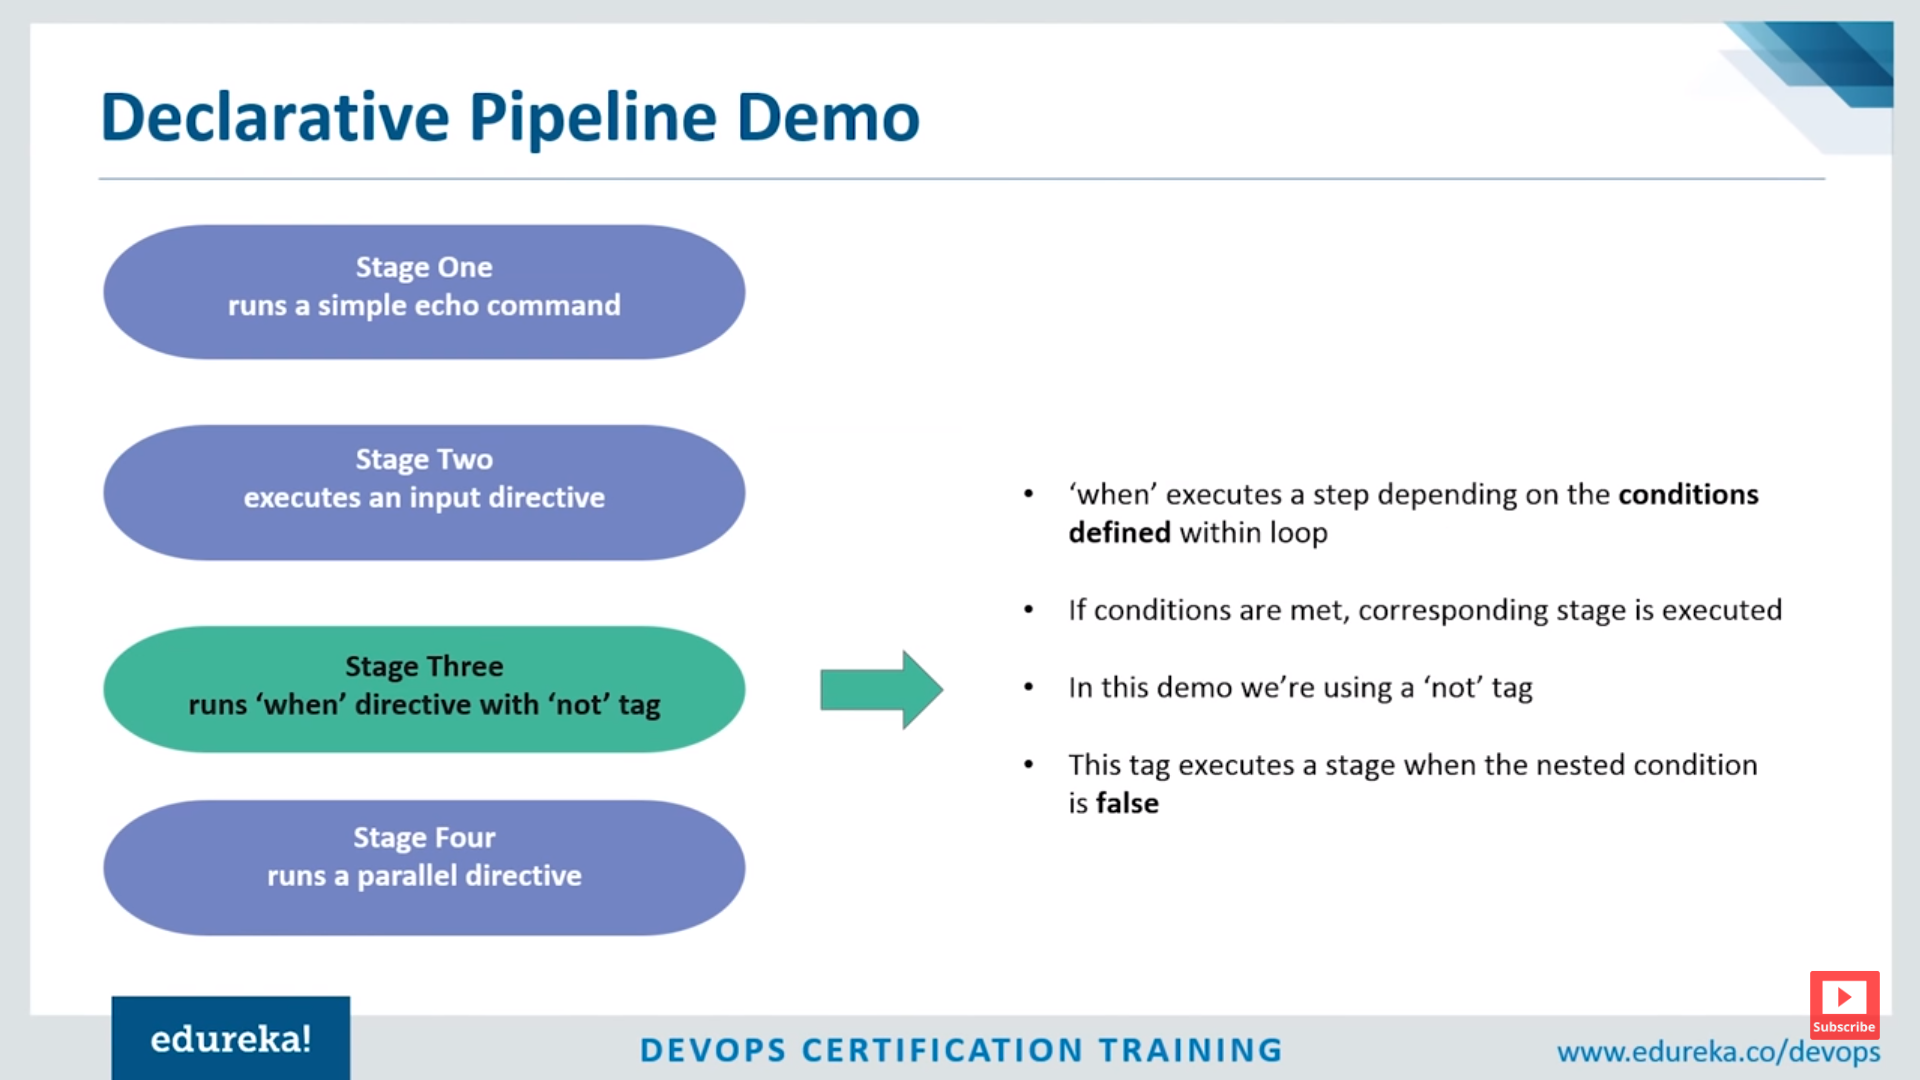 Declarative Pipeline Demo
Stage One
runs a simple echo command
Stage Two
executes an input directive
Stage Three
runs ‘when’ directive with ‘not’ tag
Stage Four
runs a parallel directive
• ‘when’ executes a step depending on the conditions
defined within loop
• If conditions are met, corresponding stage is executed
• In this demo we’re using a ‘not’ tag
• This tag executes a stage when the nested condition
is false
edureka!
DEVOPS CERTIFICATION TRAINING
Subscribe
www.edureka.co/devops